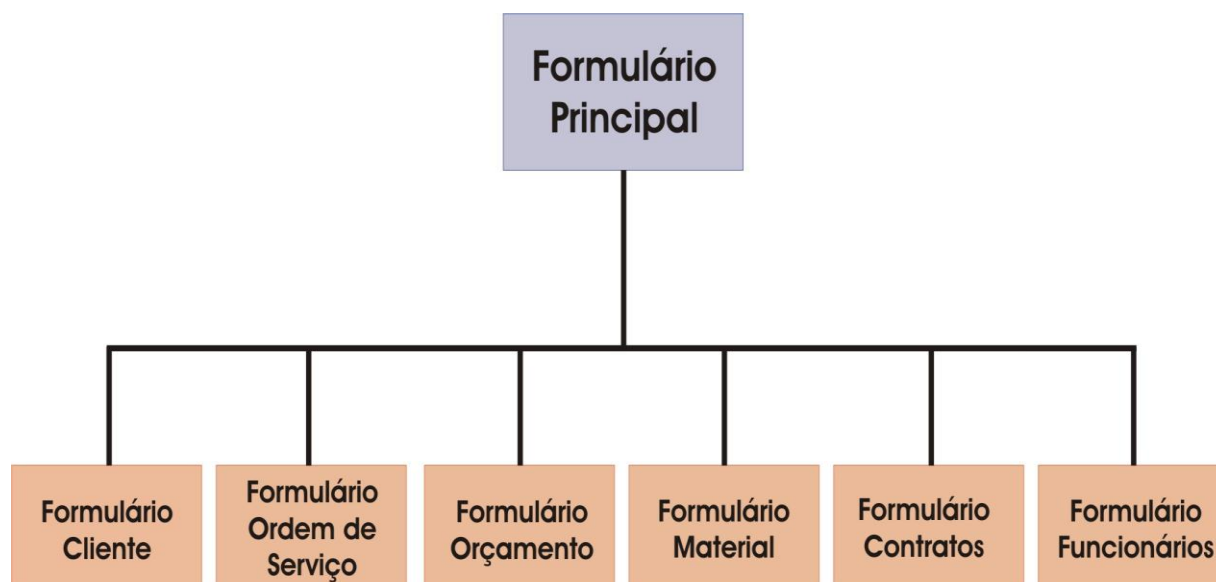 Formulário
Principal
Formulário
Cliente
Formulário
Ordem de
Serviço
Formulário
Orçamento
Formulário
Material
Formulário
Contratos
Formulário
Funcionários